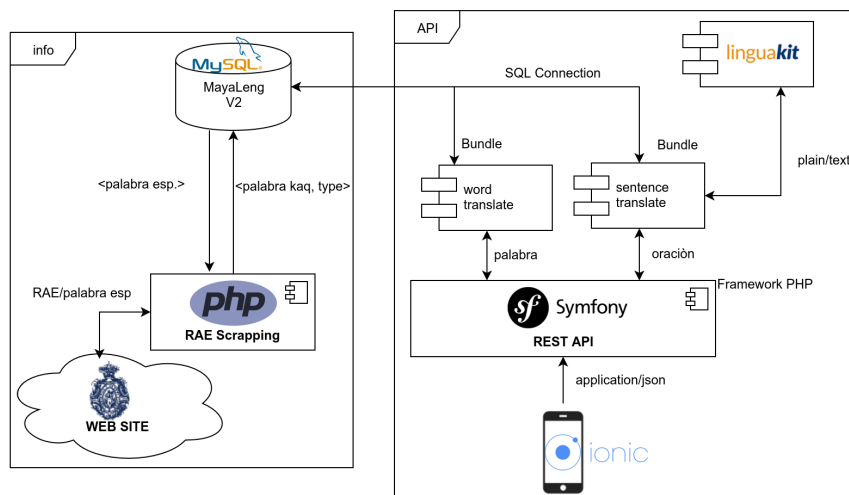 info
MySQL
MayaLeng
V2
<palabra esp.>
<palabra kaq, type>
RAE/palabra esp
php
RAE Scrapping
WEB SITE
API
SQL Connection
linguakit
Bundle
Bundle
plain/text
word
translate
sentence
translate
palabra
oraciòn
Framework PHP
sf
Symfony
REST API
application/json
ionic